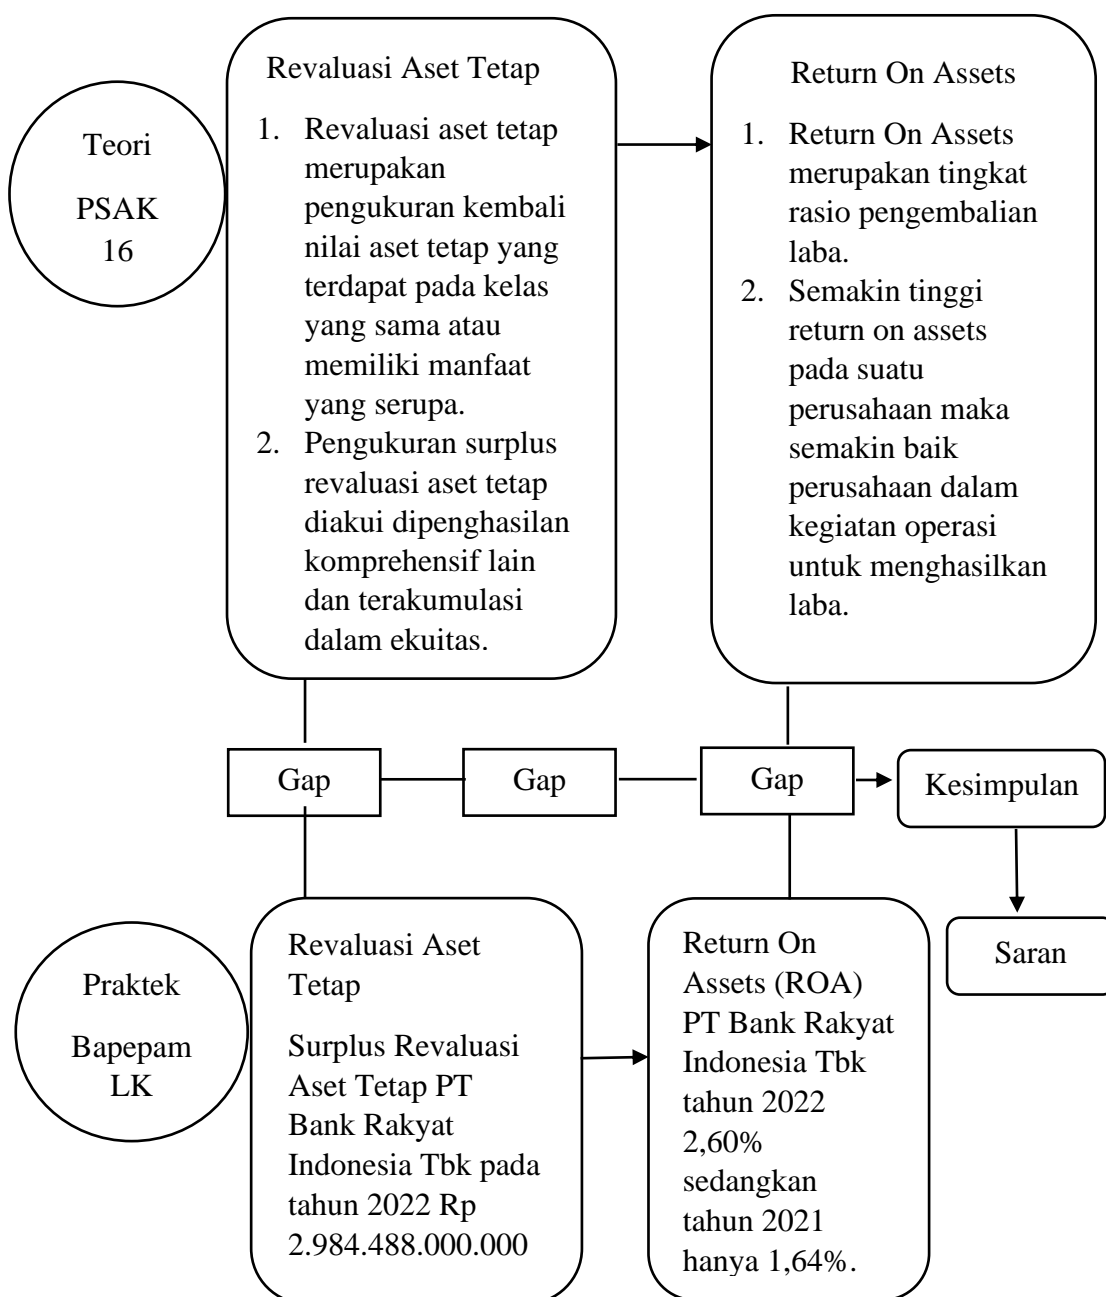 Teori
PSAK
16
Revaluasi Aset Tetap
1. Revaluasi aset tetap
merupakan
pengukuran kembali
nilai aset tetap yang
terdapat pada kelas
yang sama atau
memiliki manfaat
yang serupa.
2. Pengukuran surplus
revaluasi aset tetap
diakui dipenghasilan
komprehensif lain
dan terakumulasi
dalam ekuitas.
Return On Assets
1. Return On Assets
merupakan tingkat
rasio pengembalian
laba.
2. Semakin tinggi
return on assets
pada suatu
perusahaan maka
semakin baik
perusahaan dalam
kegiatan operasi
untuk menghasilkan
laba.
Gap
Gap
Gap
Kesimpulan
Saran
Praktek
Bapepam
LK
Revaluasi Aset
Tetap
Surplus Revaluasi
Aset Tetap PT
Bank Rakyat
Indonesia Tbk pada
tahun 2022 Rp
2.984.488.000.000
Return On
Assets (ROA)
PT Bank Rakyat
Indonesia Tbk
tahun 2022
2,60%
sedangkan
tahun 2021
hanya 1,64%.